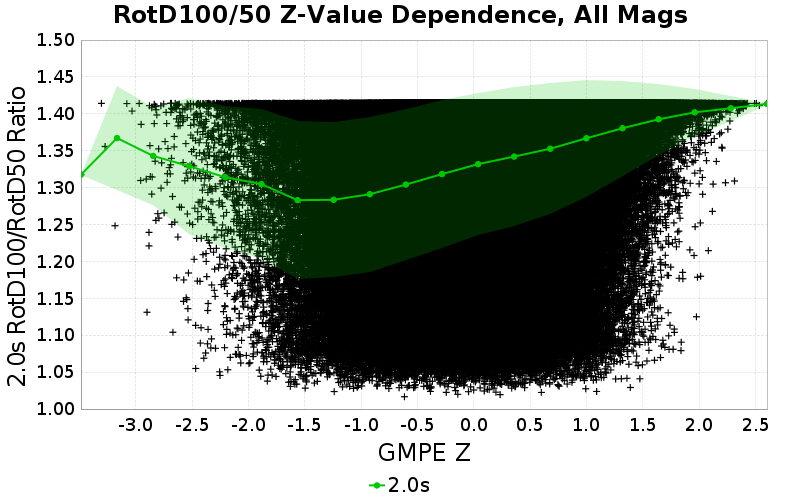 RotD100/50 Z-Value Dependence, All Mags
2.0s RotD100/RotD50 Ratio
1.50
1.45
1.40
1.35
1.30
1.25
1.20
1.15
1.10
1.05
1.00
-3.0 -2.5 -2.0 -1.5 -1.0 -0.5 0.0 0.5 1.0 1.5 2.0 2.5
GMPE Z
2.0s